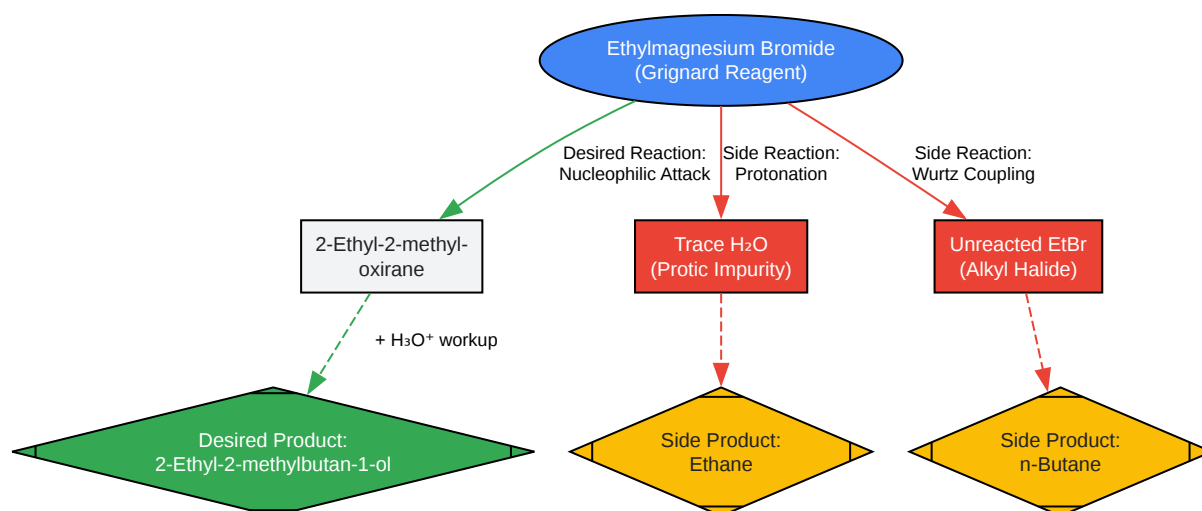 Ethylmagnesium Bromide
(Grignard Reagent)
Desired Reaction:
Nucleophilic Attack
Side Reaction:
Protonation
Side Reaction:
Wurtz Coupling
2-Ethyl-2-methyl-
oxirane
Trace H₂O
(Protic Impurity)
Unreacted EtBr
(Alkyl Halide)
+ H₃O⁺ workup
Desired Product:
2-Ethyl-2-methylbutan-1-ol
Side Product:
Ethane
Side Product:
n-Butane